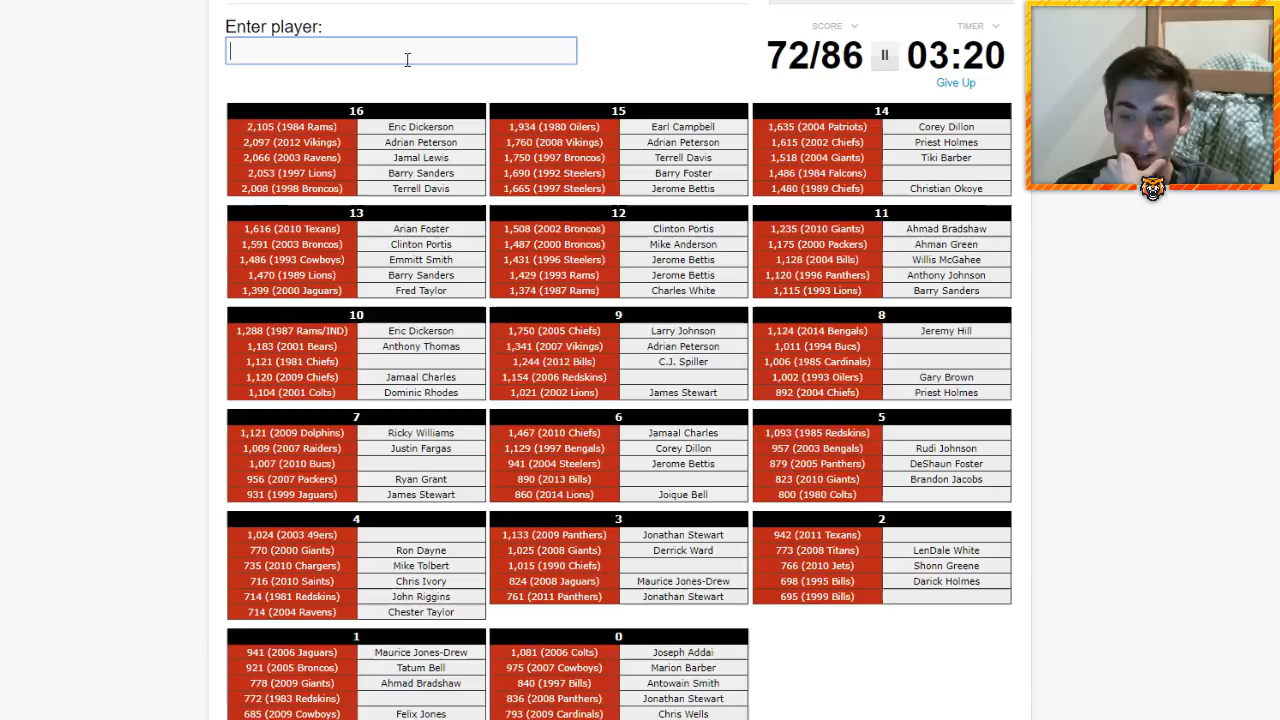 Enter player:
SCORE
TIMER
72/86
03:20
Give Up
16
2,105 (1984 Rams) Eric Dickerson
2,097 (2012 Vikings) Adrian Peterson
2,066 (2003 Ravens) Jamal Lewis
2,053 (1997 Lions) Barry Sanders
2,008 (1998 Broncos) Terrell Davis
15
1,934 (1980 Oilers) Earl Campbell
1,760 (2008 Vikings) Adrian Peterson
1,750 (1997 Broncos) Terrell Davis
1,690 (1992 Steelers) Barry Foster
1,665 (1997 Steelers) Jerome Bettis
14
1,635 (2004 Patriots) Corey Dillon
1,615 (2002 Chiefs) Priest Holmes
1,518 (2004 Giants) Tiki Barber
1,486 (1984 Falcons)
1,480 (1989 Chiefs) Christian Okoye
13
1,616 (2010 Texans) Arian Foster
1,591 (2003 Broncos) Clinton Portis
1,486 (1993 Cowboys) Emmitt Smith
1,470 (1989 Lions) Barry Sanders
1,399 (2000 Jaguars) Fred Taylor
12
1,508 (2002 Broncos) Clinton Portis
1,487 (2000 Broncos) Mike Anderson
1,431 (1996 Steelers) Jerome Bettis
1,429 (1993 Rams) Jerome Bettis
1,374 (1987 Rams) Charles White
11
1,235 (2010 Giants) Ahmad Bradshaw
1,175 (2000 Packers) Ahman Green
1,128 (2004 Bills) Willis McGahee
1,120 (1996 Panthers) Anthony Johnson
1,115 (1993 Lions) Barry Sanders
10
1,288 (1987 Rams/IND) Eric Dickerson
1,183 (2001 Bears) Anthony Thomas
1,121 (1981 Chiefs)
1,120 (2009 Chiefs) Jamaal Charles
1,104 (2001 Colts) Dominic Rhodes
9
1,750 (2005 Chiefs) Larry Johnson
1,341 (2007 Vikings) Adrian Peterson
1,244 (2012 Bills) C.J. Spiller
1,154 (2006 Redskins)
1,021 (2002 Lions) James Stewart
8
1,124 (2014 Bengals) Jeremy Hill
1,011 (1994 Bucs)
1,006 (1985 Cardinals)
1,002 (1993 Oilers) Gary Brown
892 (2004 Chiefs) Priest Holmes
7
1,121 (2009 Dolphins) Ricky Williams
1,009 (2007 Raiders) Justin Fargas
1,007 (2010 Bucs)
956 (2007 Packers) Ryan Grant
931 (1999 Jaguars) James Stewart
6
1,467 (2010 Chiefs) Jamaal Charles
1,129 (1997 Bengals) Corey Dillon
941 (2004 Steelers) Jerome Bettis
890 (2013 Bills)
860 (2014 Lions) Joique Bell
5
1,093 (1985 Redskins)
957 (2003 Bengals) Rudi Johnson
879 (2005 Panthers) DeShaun Foster
823 (2010 Giants) Brandon Jacobs
800 (1980 Colts)
4
1,024 (2003 49ers)
770 (2000 Giants) Ron Dayne
735 (2010 Chargers) Mike Tolbert
716 (2010 Saints) Chris Ivory
714 (1981 Redskins) John Riggins
714 (2004 Ravens) Chester Taylor
3
1,133 (2009 Panthers) Jonathan Stewart
1,025 (2008 Giants) Derrick Ward
1,015 (1990 Chiefs)
824 (2008 Jaguars) Maurice Jones-Drew
761 (2011 Panthers) Jonathan Stewart
2
942 (2011 Texans)
773 (2008 Titans) LenDale White
766 (2010 Jets) Shonn Greene
698 (1995 Bills) Darick Holmes
695 (1999 Bills)
1
941 (2006 Jaguars) Maurice Jones-Drew
921 (2005 Broncos) Tatum Bell
778 (2009 Giants) Ahmad Bradshaw
772 (1983 Redskins)
685 (2009 Cowboys) Felix Jones
0
1,081 (2006 Colts) Joseph Addai
975 (2007 Cowboys) Marion Barber
840 (1997 Bills) Antowain Smith
836 (2008 Panthers) Jonathan Stewart
793 (2009 Cardinals) Chris Wells